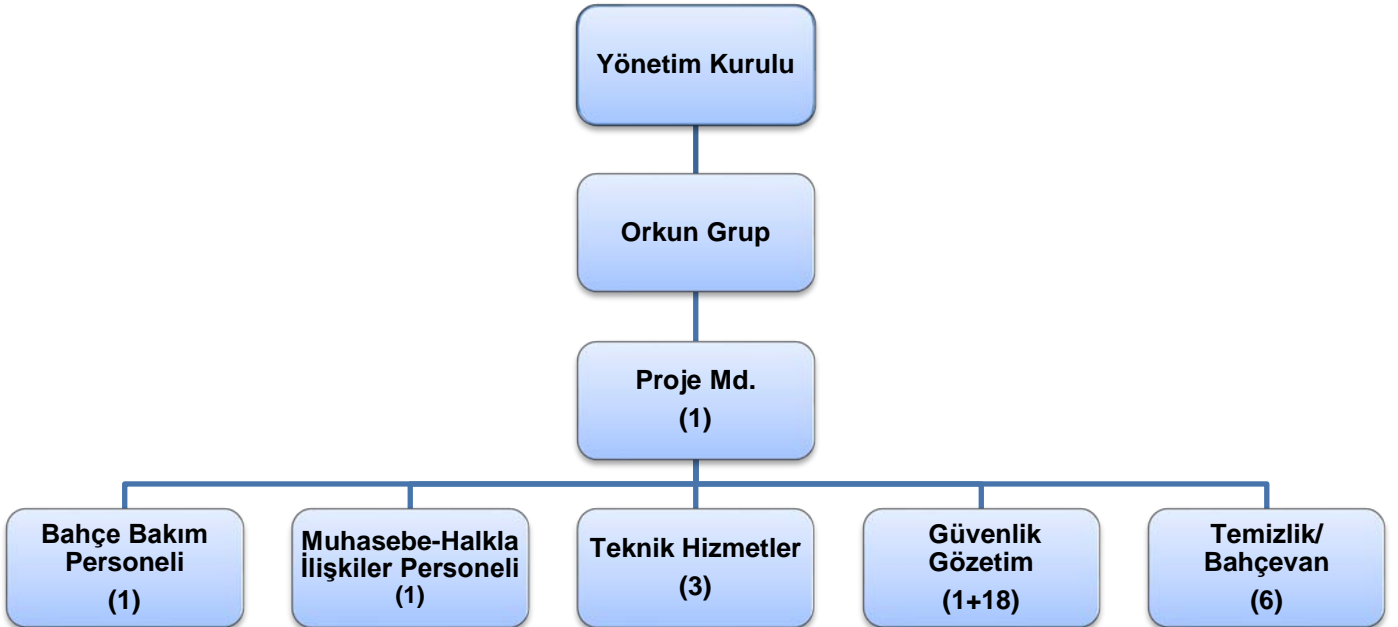 Yönetim Kurulu
Orkun Grup
Proje Md.
(1)
Bahçe Bakım
Personeli
(1)
Muhasebe-Halkla
İlişkiler Personeli
(1)
Teknik Hizmetler
(3)
Güvenlik
Gözetim
(1+18)
Temizlik/
Bahçevan
(6)